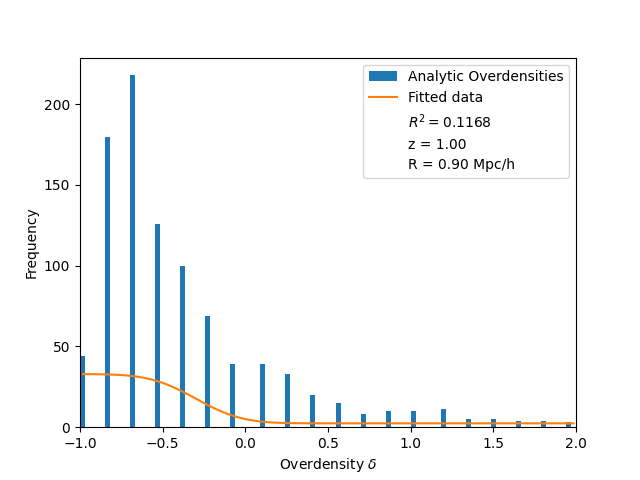 Analytic Overdensities
Fitted data
R² = 0.1168
z = 1.00
R = 0.90 Mpc/h
Frequency
200
150
100
50
0
−1.0 −0.5 0.0 0.5 1.0 1.5 2.0
Overdensity δ